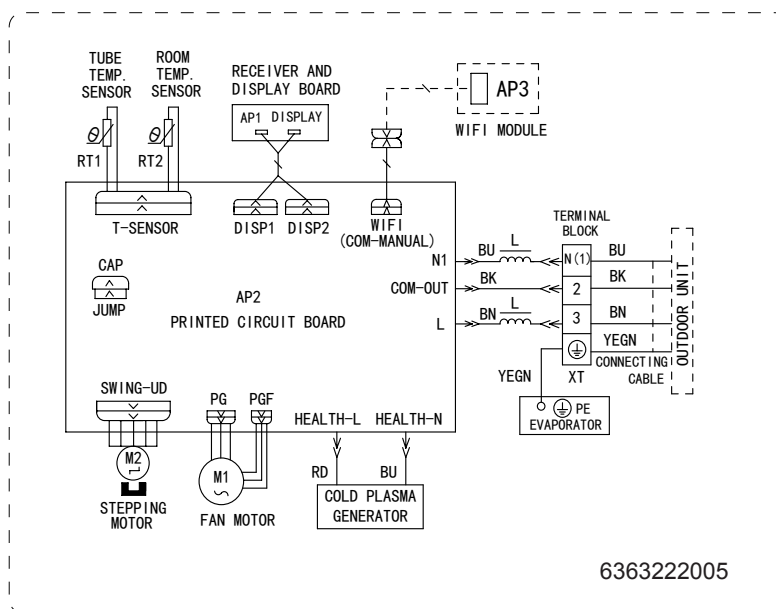 TUBE
TEMP.
SENSOR
ROOM
TEMP.
SENSOR
RECEIVER AND
DISPLAY BOARD
AP1 DISPLAY
AP3
WIFI MODULE
θ
RT1
θ
RT2
T-SENSOR
DISP1
DISP2
WIFI
(COM-MANUAL)
TERMINAL
BLOCK
N1
BU
L
N(1)
BU
COM-OUT
BK
2
BK
L
BN
L
3
BN
YEGN
YEGN
XT
CONNECTING
CABLE
OUTDOOR UNIT
PE
EVAPORATOR
CAP
JUMP
AP2
PRINTED CIRCUIT BOARD
SWING-UD
PG
PGF
HEALTH-L
HEALTH-N
M2
STEPPING
MOTOR
M1
FAN MOTOR
RD
BU
COLD PLASMA
GENERATOR
6363222005